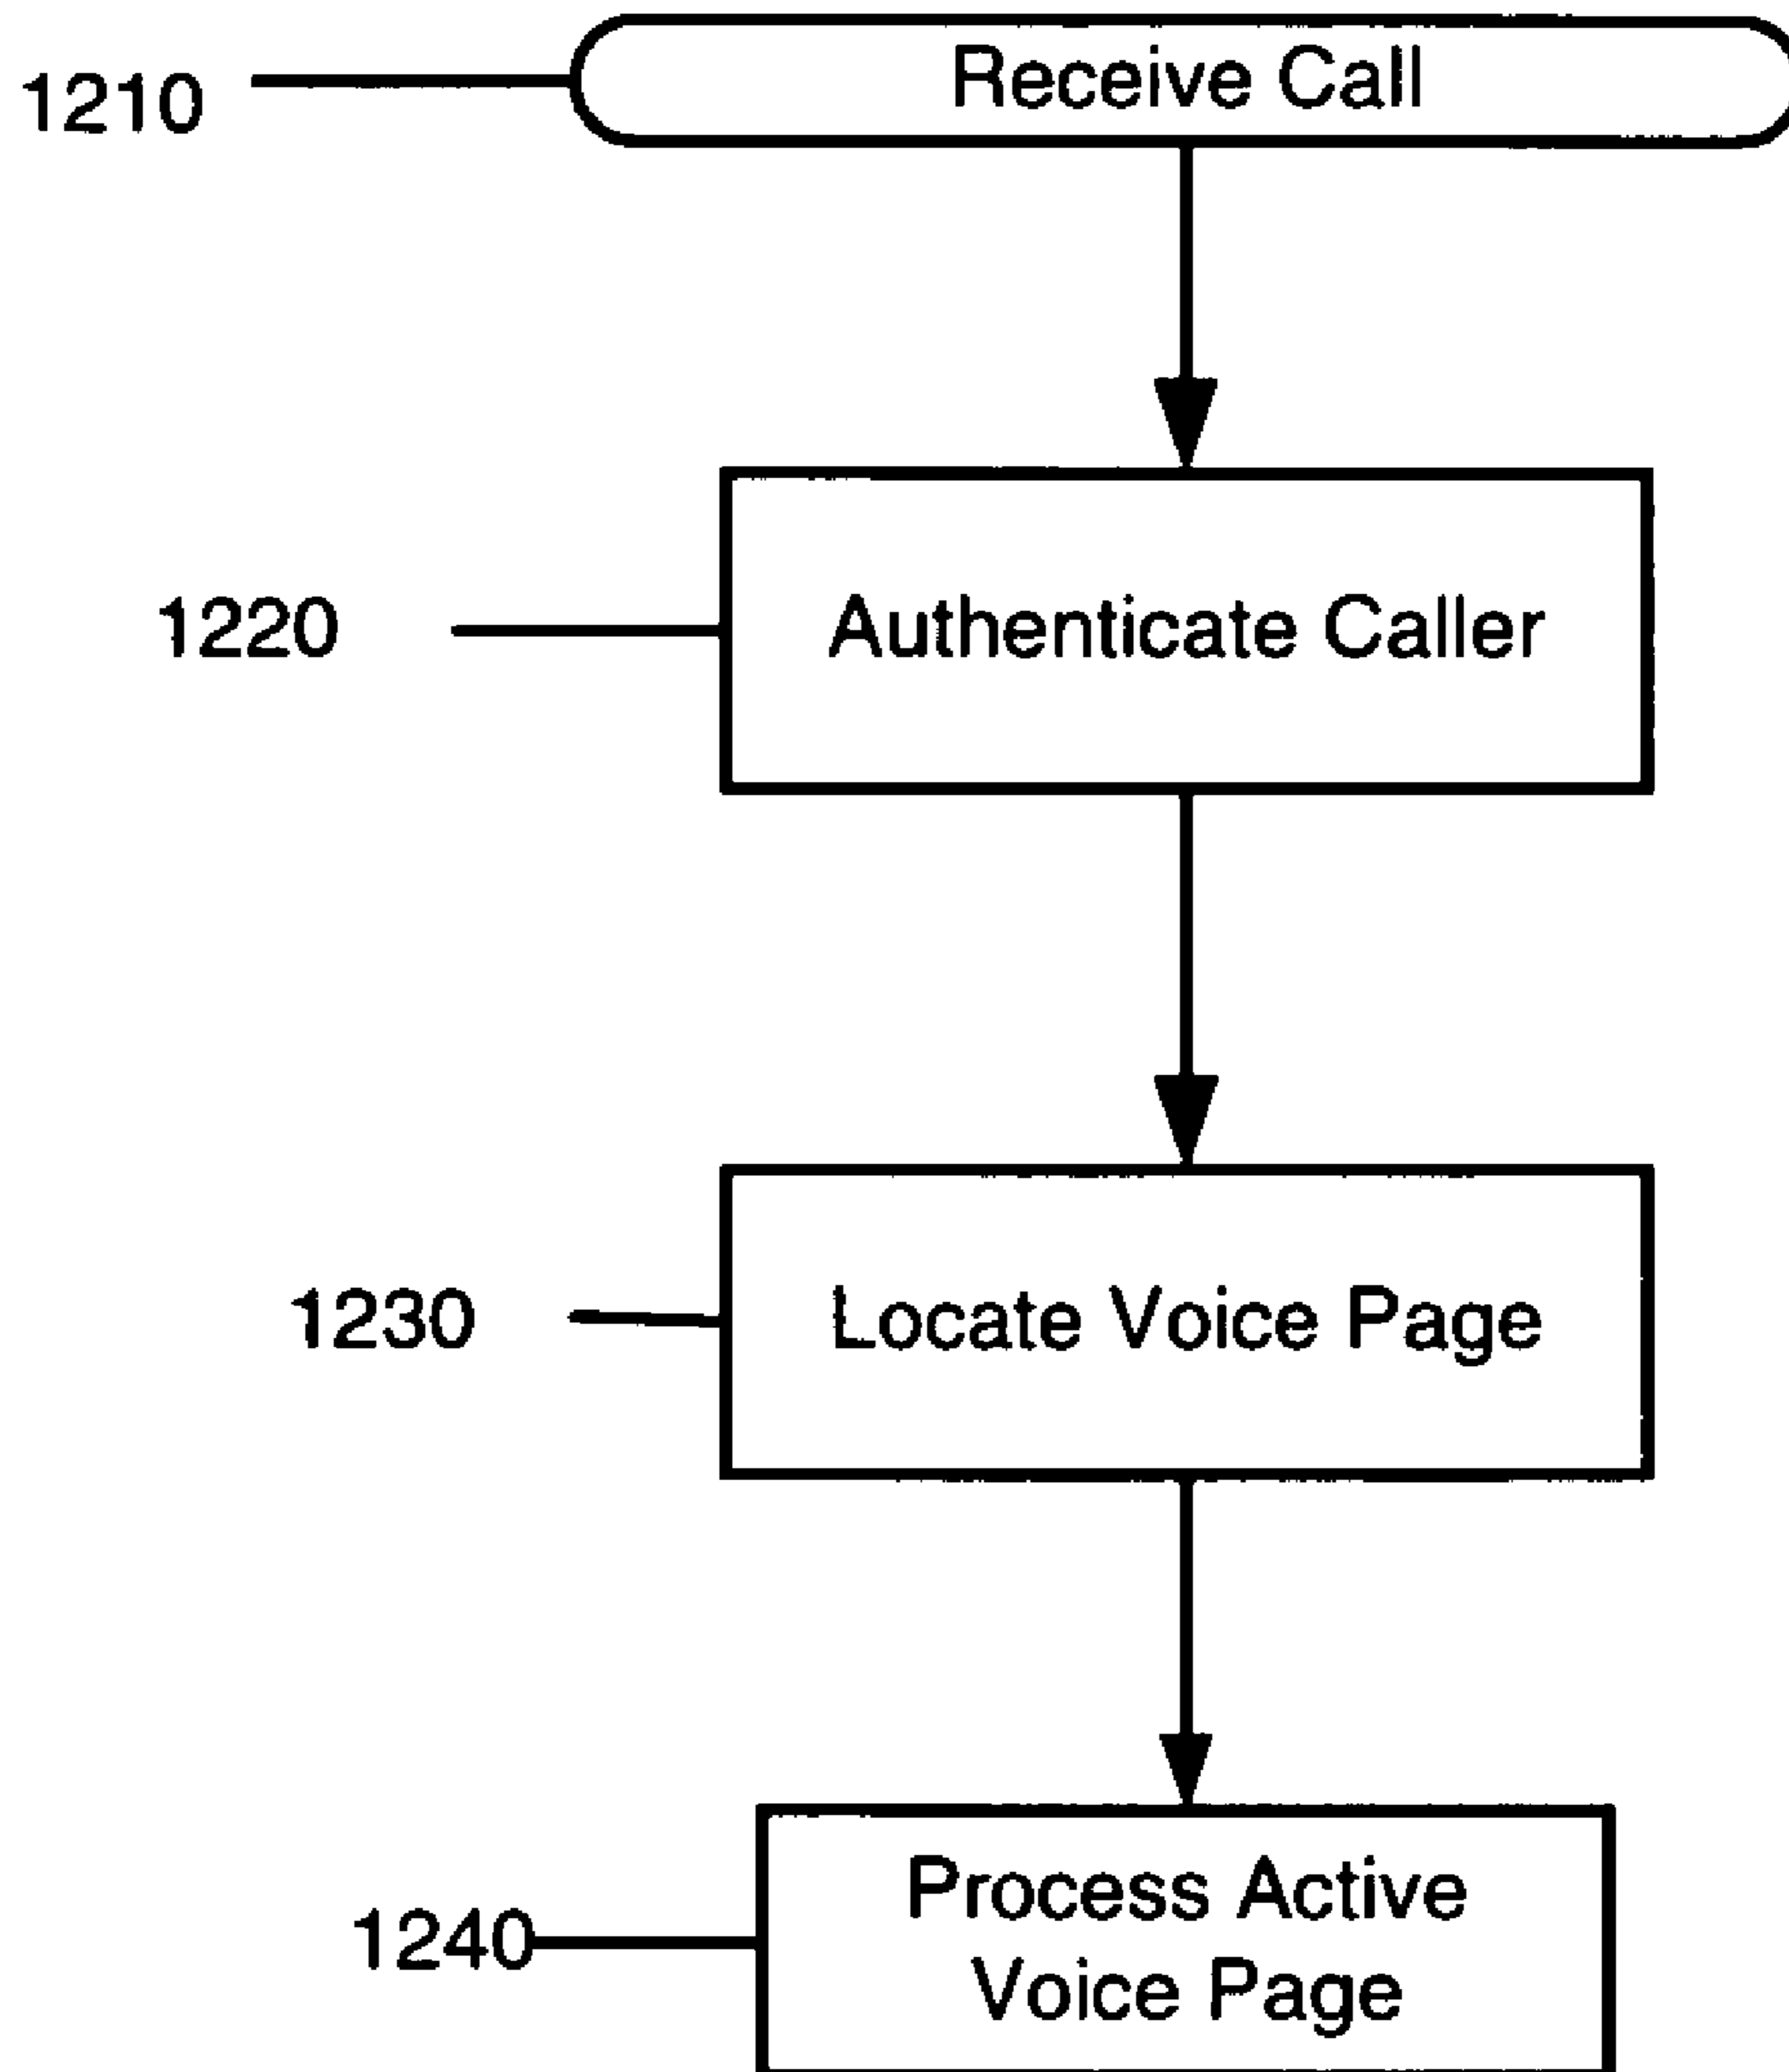 1210
Receive Call
1220
Authenticate Caller
1230
Locate Voice Page
1240
Process Active
Voice Page